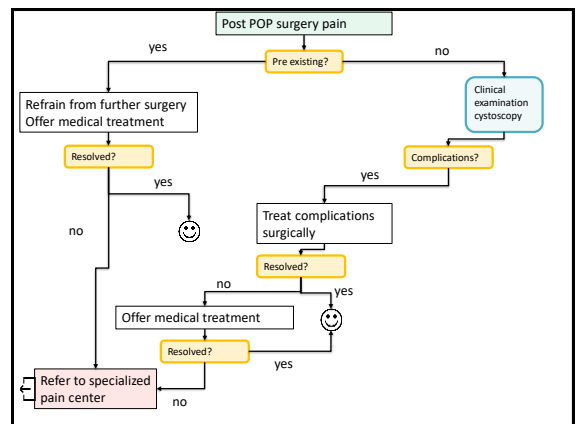 Post POP surgery pain
yes
no
Pre existing?
Refrain from further surgery
Offer medical treatment
Clinical
examination
cystoscopy
Resolved?
Complications?
yes
yes
Treat complications
surgically
no
Resolved?
no
yes
Offer medical treatment
Resolved?
yes
Refer to specialized
pain center
no